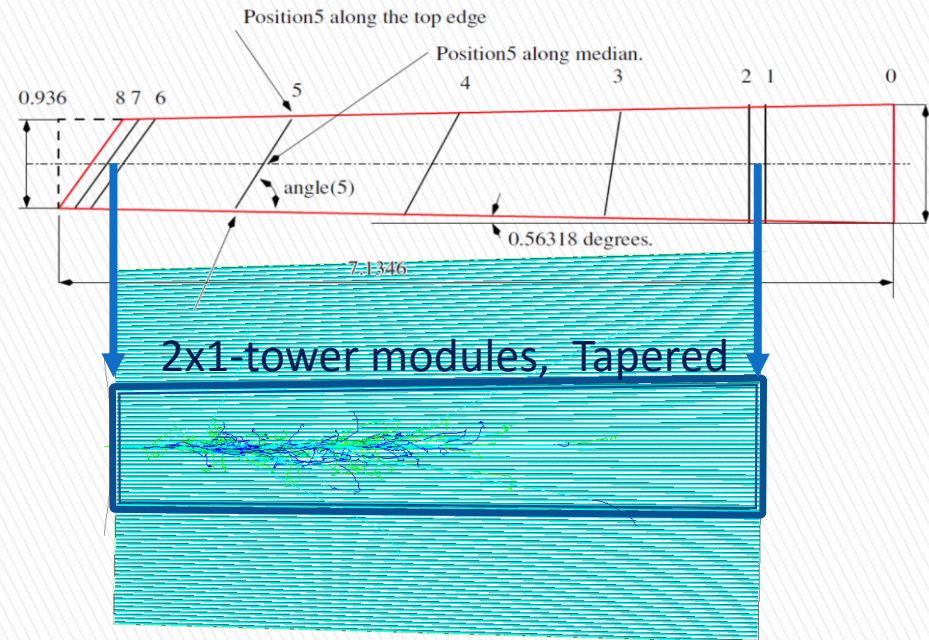 Position5 along the top edge
Position5 along median.
0.936 8 7 6 5 4 3 2 1 0
angle(5)
0.56318 degrees.
7.1346
2x1-tower modules, Tapered